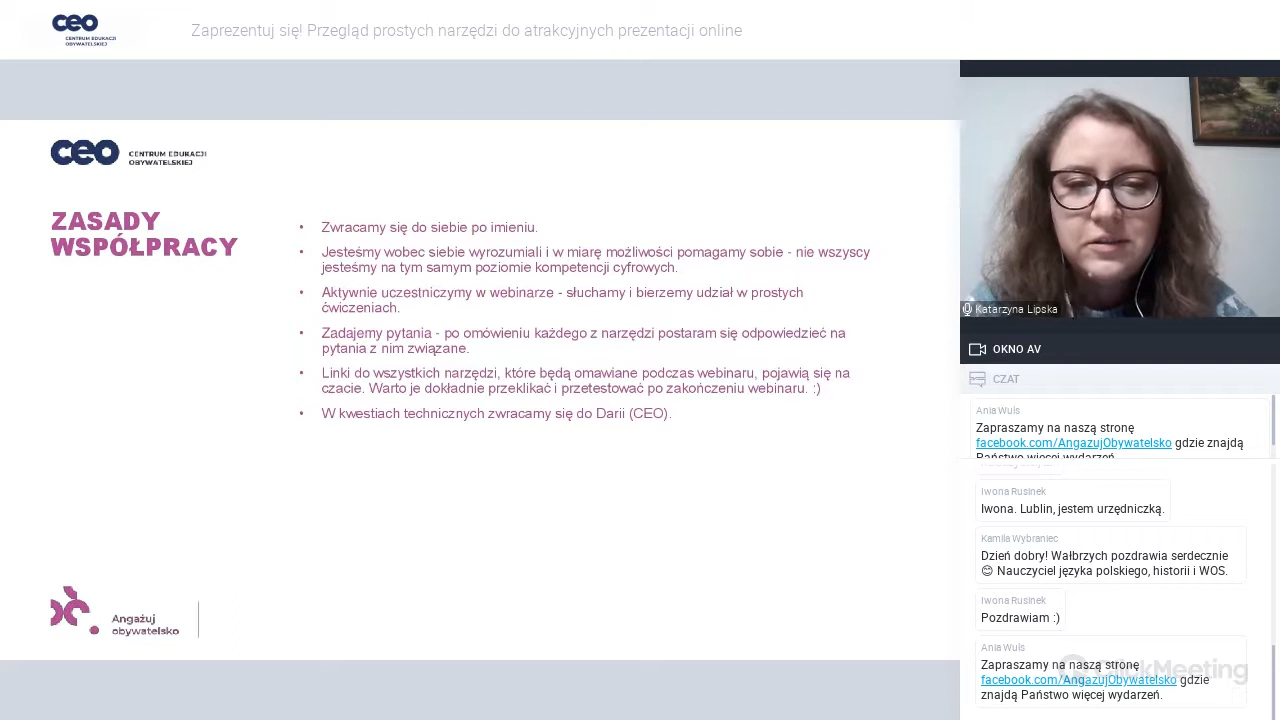 ceo
CENTRUM EDUKACJI
OBYWATELSKIEJ
Zaprezentuj się! Przegląd prostych narzędzi do atrakcyjnych prezentacji online
ceo
CENTRUM EDUKACJI
OBYWATELSKIEJ
ZASADY
WSPÓŁPRACY
• Zwracamy się do siebie po imieniu.
• Jesteśmy wobec siebie wyrozumiali i w miarę możliwości pomagamy sobie - nie wszyscy
jesteśmy na tym samym poziomie kompetencji cyfrowych.
• Aktywnie uczestniczymy w webinarze - słuchamy i bierzemy udział w prostych
ćwiczeniach.
• Zadajemy pytania - po omówieniu każdego z narzędzi postaram się odpowiedzieć na
pytania z nim związane.
• Linki do wszystkich narzędzi, które będą omawiane podczas webinaru, pojawią się na
czacie. Warto je dokładnie przeklikać i przetestować po zakończeniu webinaru. :)
• W kwestiach technicznych zwracamy się do Darii (CEO).
Angażuj
obywatelsko
Katarzyna Lipska
OKNO AV
CZAT
Ania Wuls
Zapraszamy na naszą stronę
facebook.com/AngazujObywatelsko gdzie znajdą
Państwo więcej wydarzeń.
Iwona Rusinek
Iwona. Lublin, jestem urzędniczką.
Kamila Wybraniec
Dzień dobry! Wałbrzych pozdrawia serdecznie
😊 Nauczyciel języka polskiego, historii i WOS.
Iwona Rusinek
Pozdrawiam :)
Ania Wuls
Zapraszamy na naszą stronę
facebook.com/AngazujObywatelsko gdzie
znajdą Państwo więcej wydarzeń.
ClickMeeting